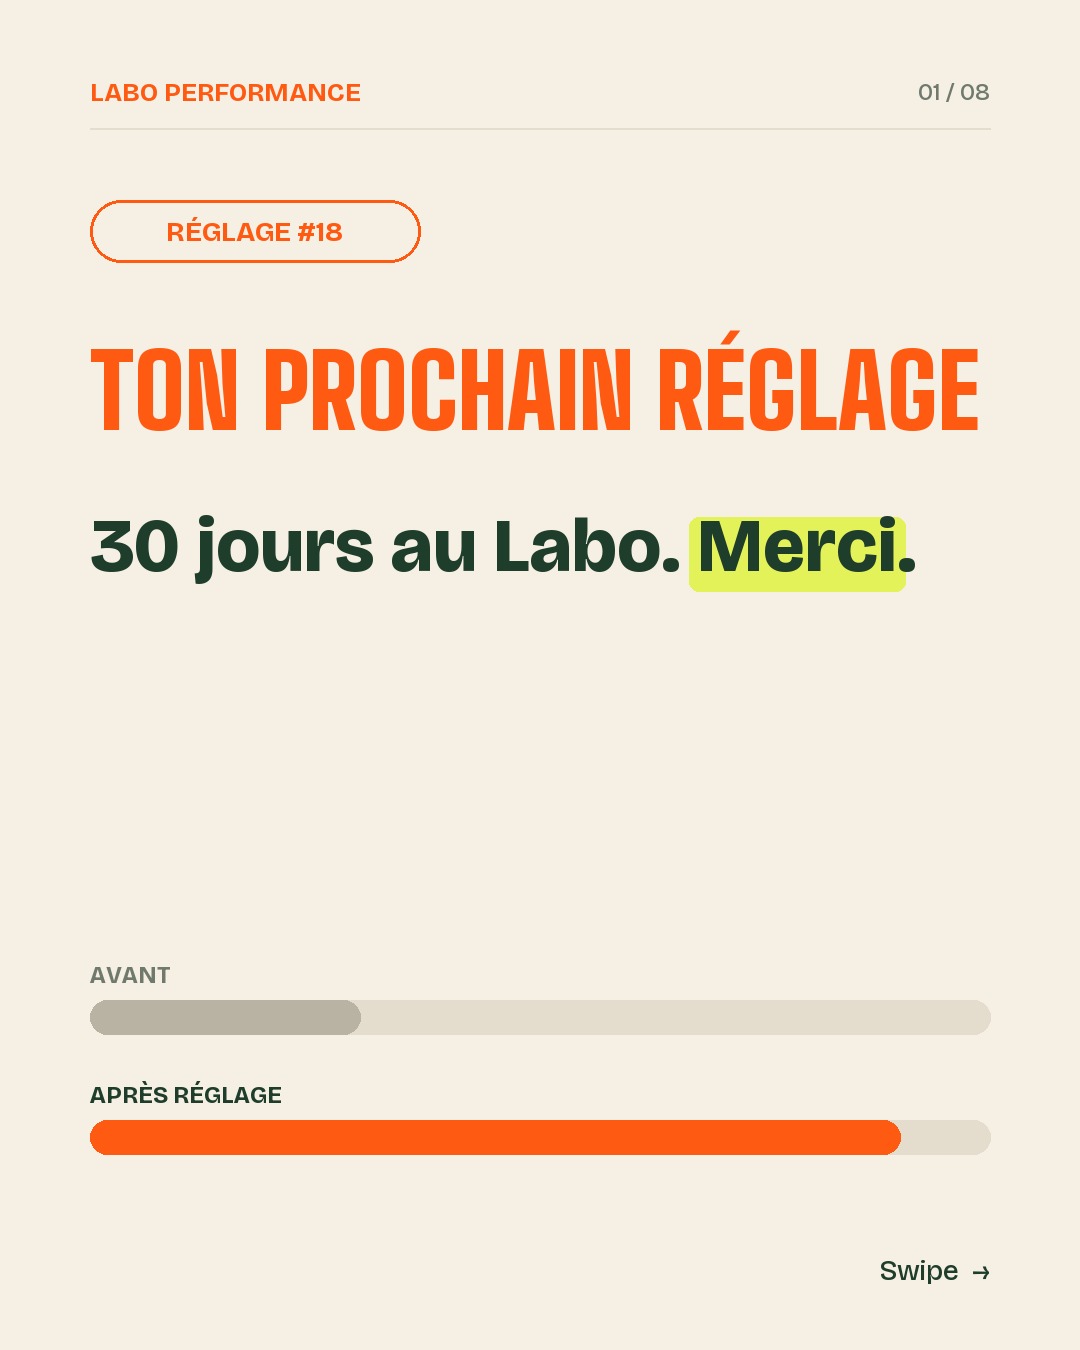 LABO PERFORMANCE
01 / 08
RÉGLAGE #18
TON PROCHAIN RÉGLAGE
30 jours au Labo. Merci.
AVANT
APRÈS RÉGLAGE
Swipe →